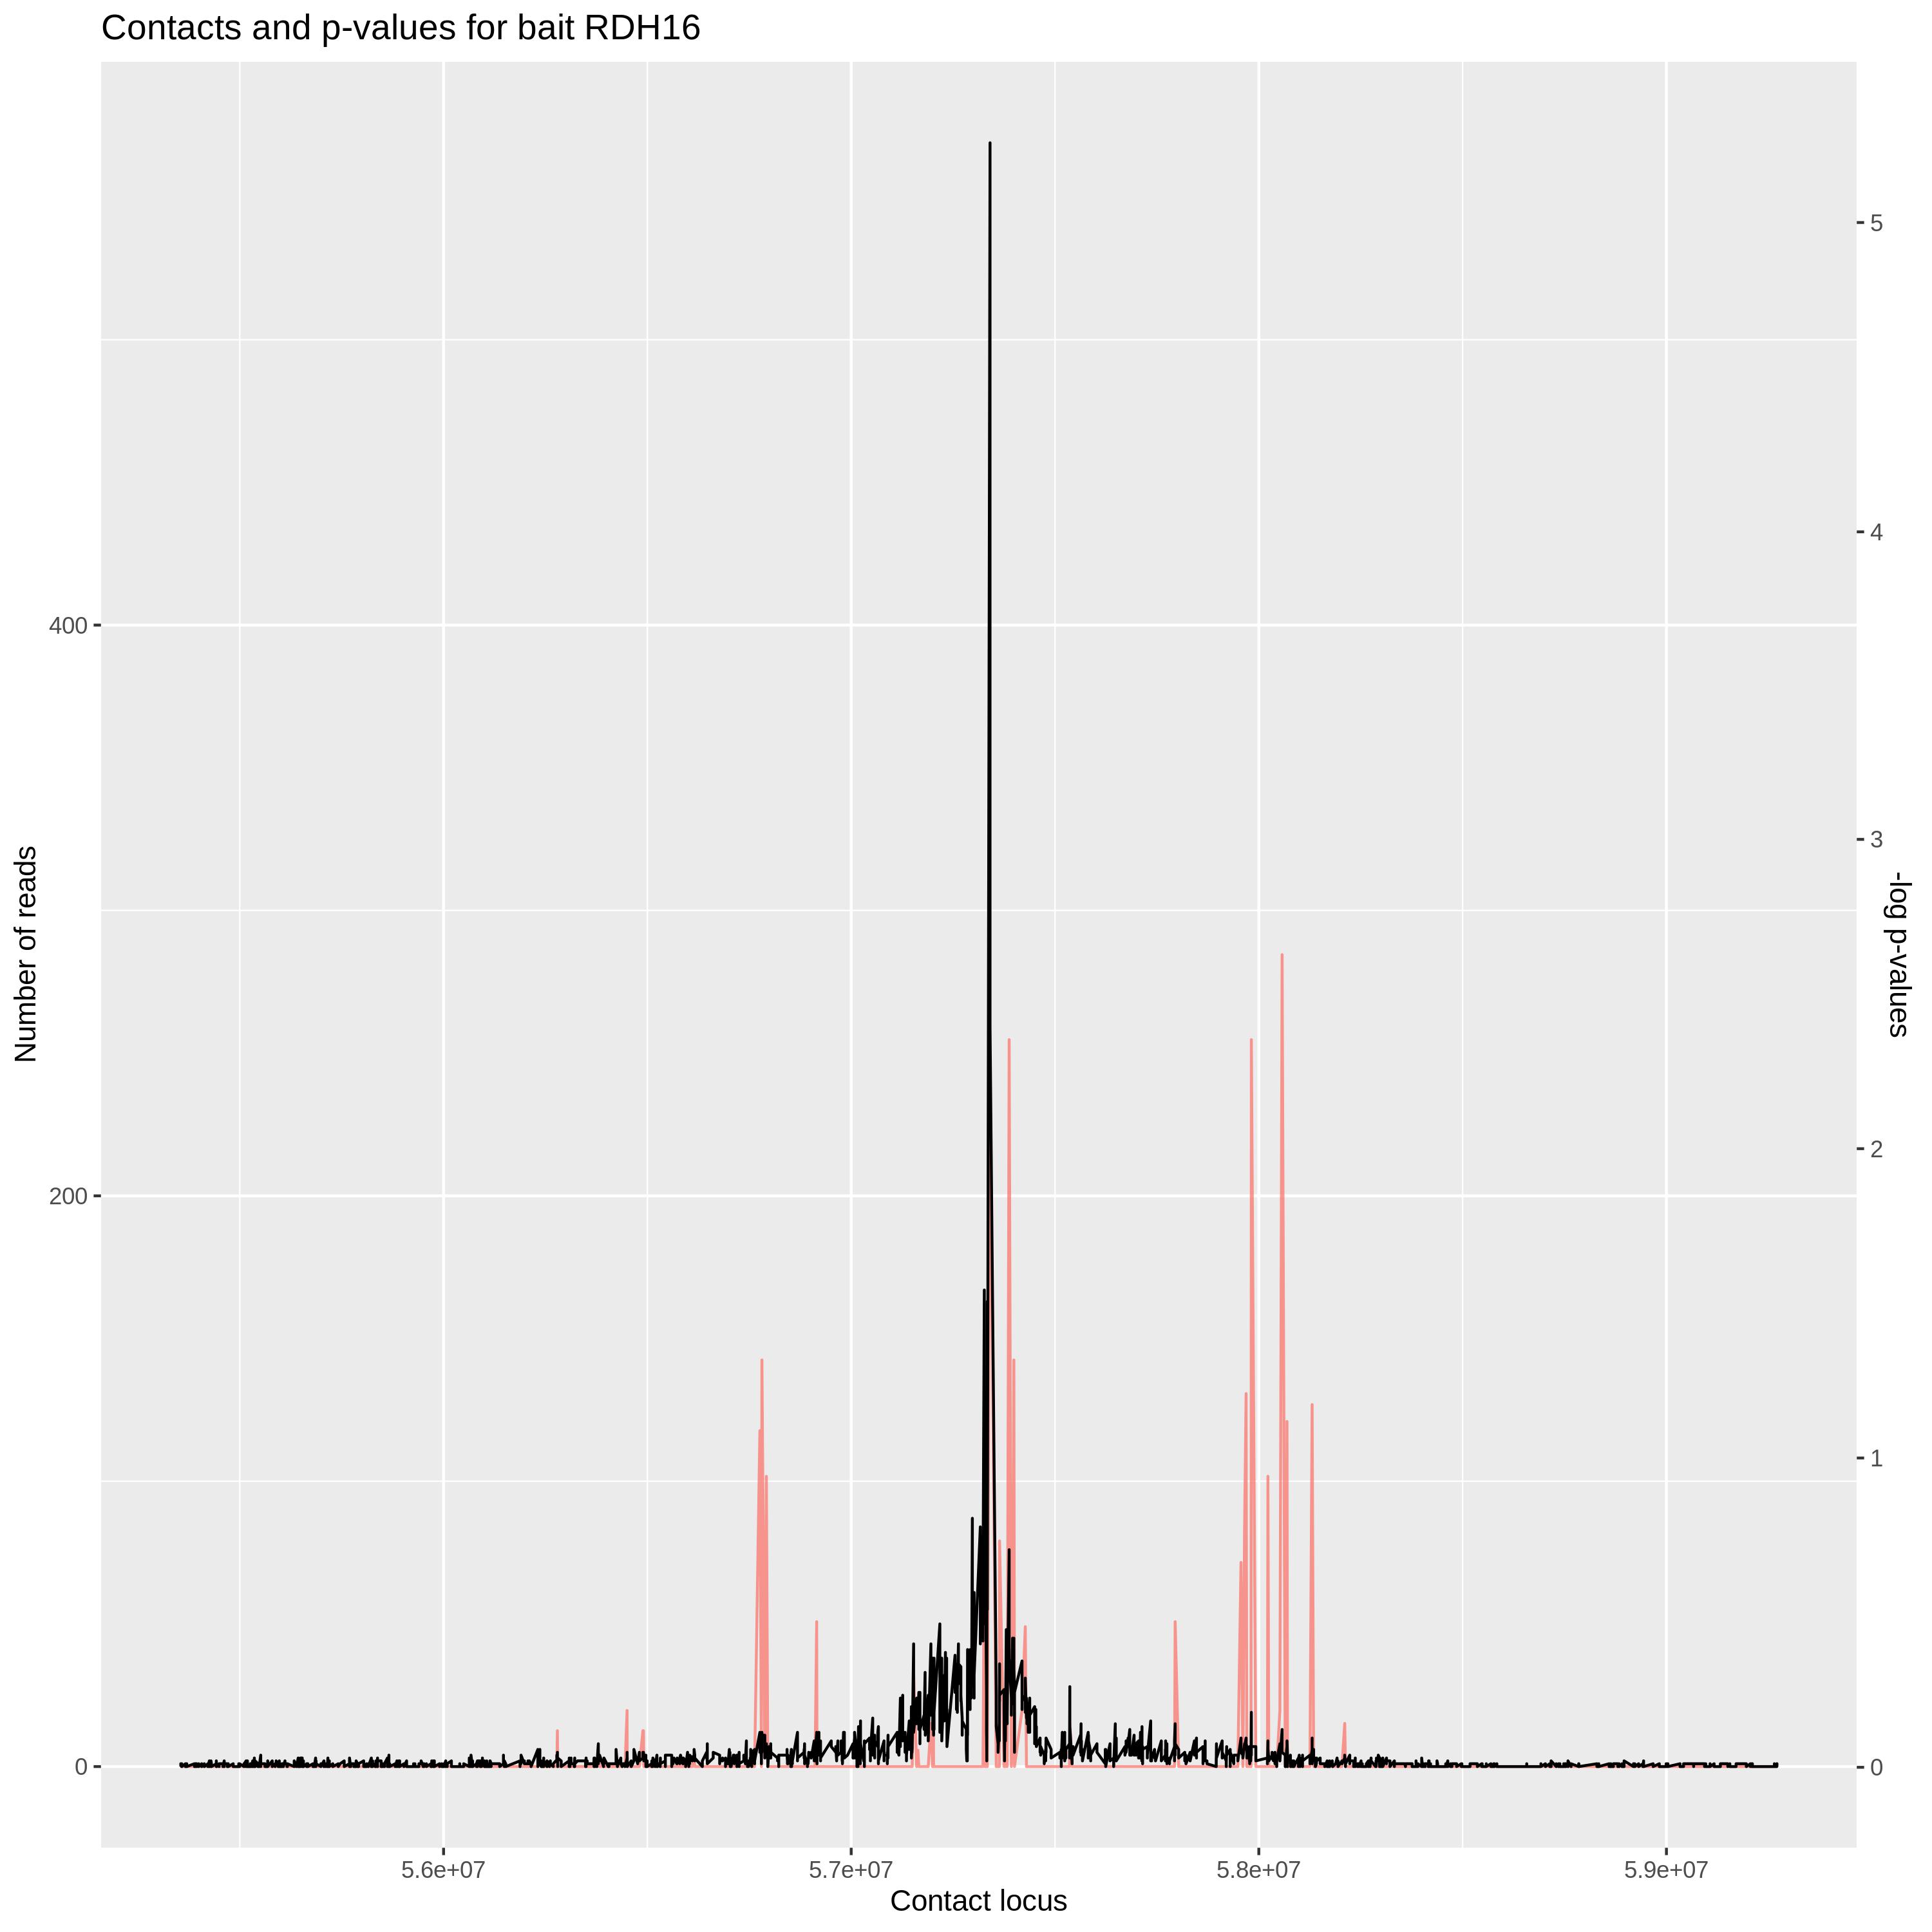 Contacts and p-values for bait RDH16
Number of reads
400
200
0
5
4
3
2
1
0
-log p-values
5.6e+07
5.7e+07
5.8e+07
5.9e+07
Contact locus